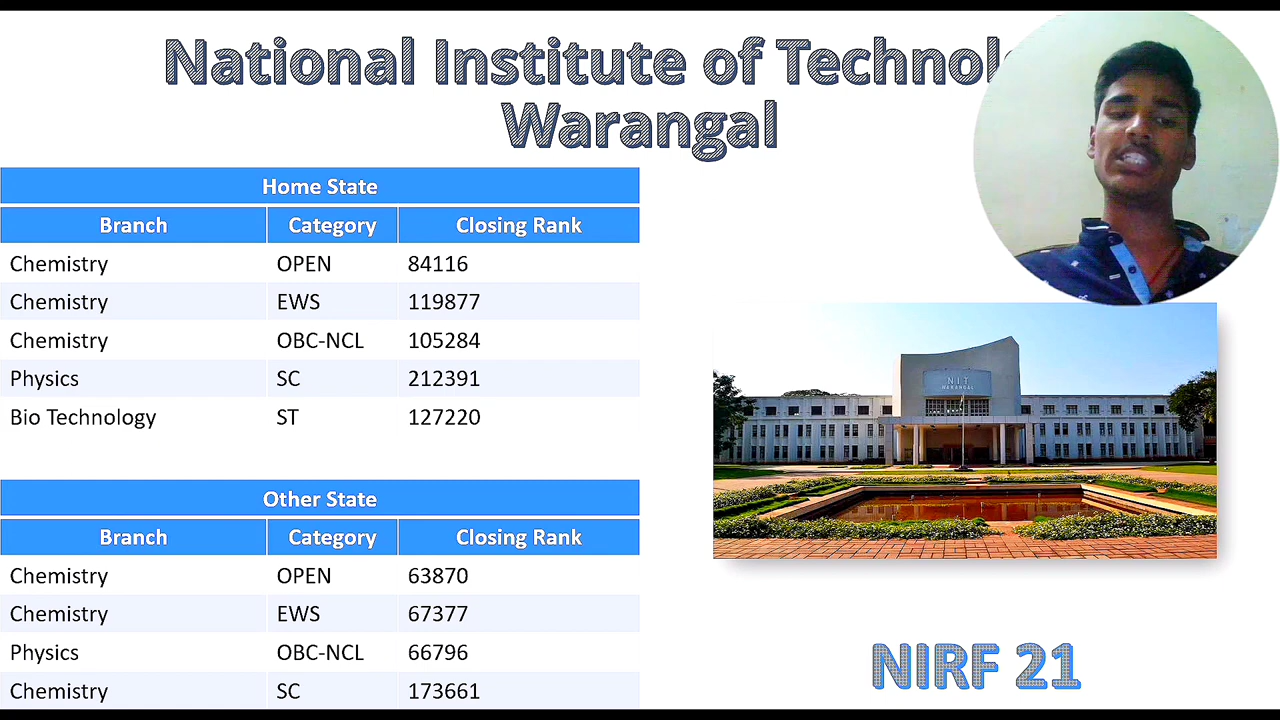 National Institute of Technol
Warangal
Home State
Branch Category Closing Rank
Chemistry OPEN 84116
Chemistry EWS 119877
Chemistry OBC-NCL 105284
Physics SC 212391
Bio Technology ST 127220
Other State
Branch Category Closing Rank
Chemistry OPEN 63870
Chemistry EWS 67377
Physics OBC-NCL 66796
Chemistry SC 173661
NIT
WARANGAL
NIRF 21